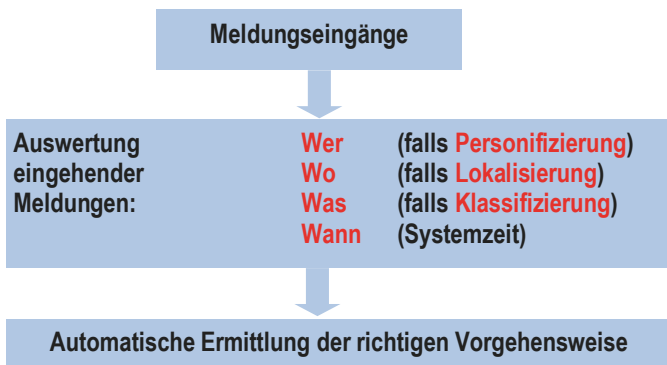 Meldungseingänge
Auswertung Wer (falls Personifizierung)
eingehender Wo (falls Lokalisierung)
Meldungen: Was (falls Klassifizierung)
Wann (Systemzeit)
Automatische Ermittlung der richtigen Vorgehensweise